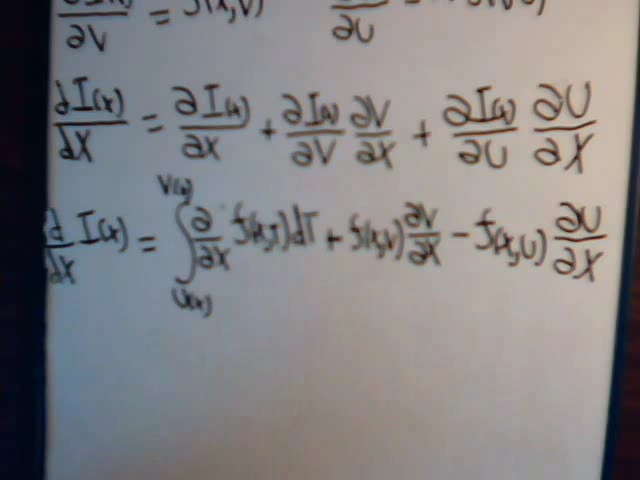 ∂V = f(x,V) ∂U
dI(x)/dX = ∂I(x)/∂X + ∂I(x)/∂V ∂V/∂X + ∂I(x)/∂U ∂U/∂X
d/dX I(x) = ∫_{U(x)}^{V(x)} ∂/∂X f(x,T)dT + f(x,V) ∂V/∂X - f(x,U) ∂U/∂X